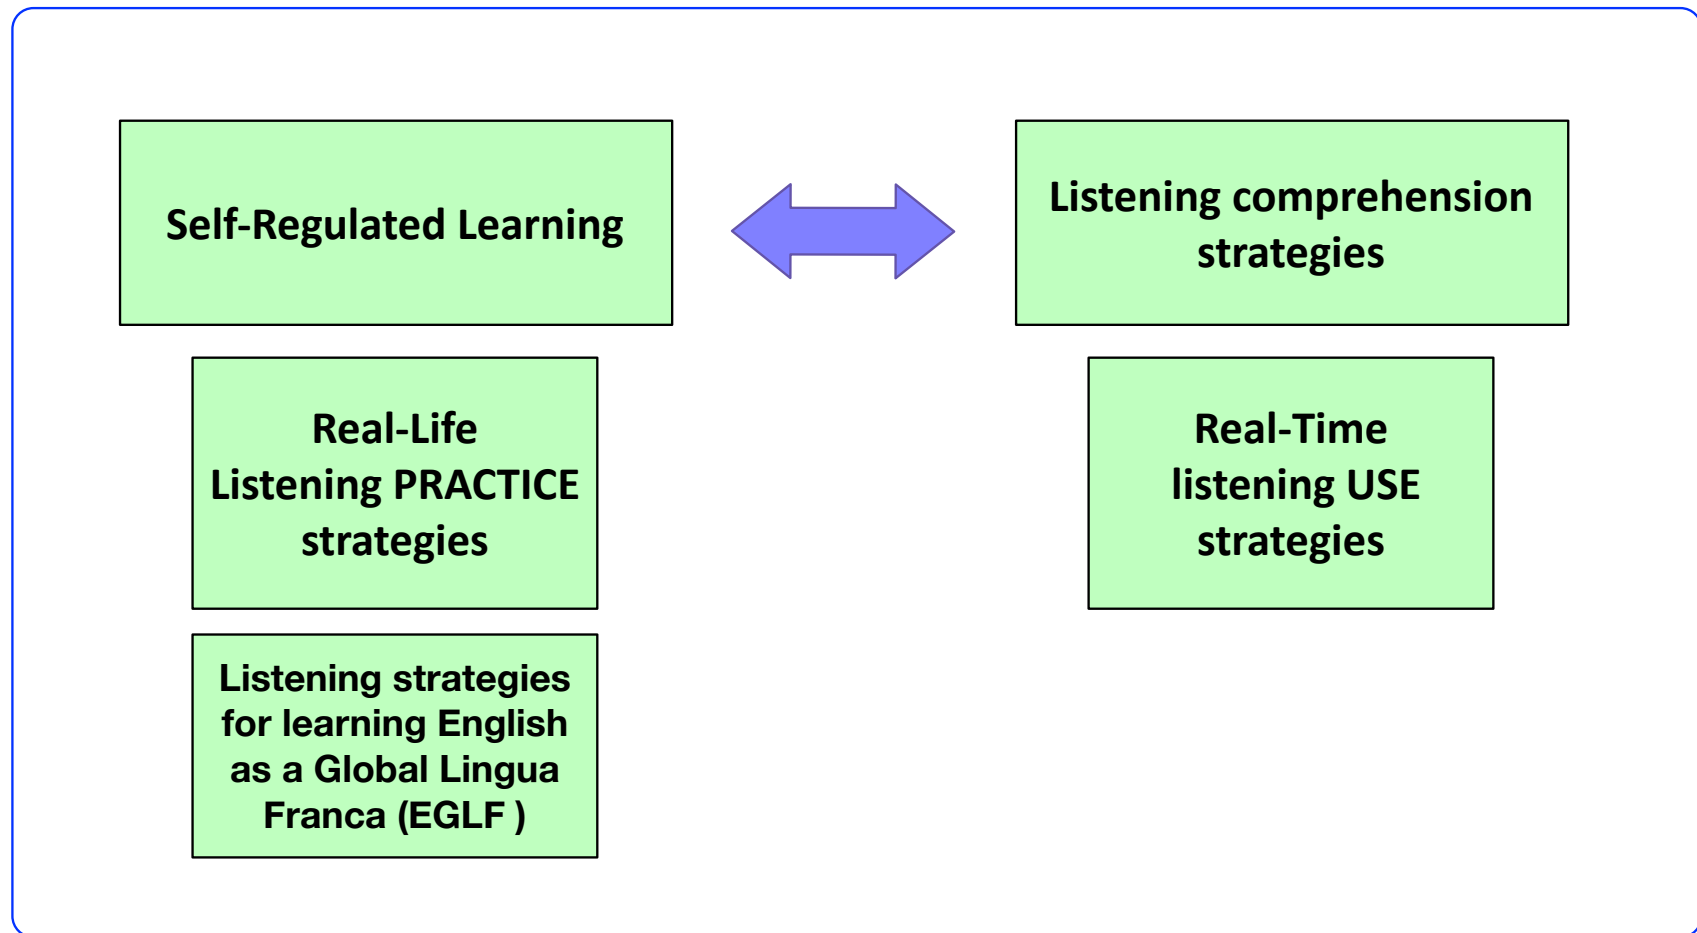 Self-Regulated Learning
Listening comprehension
strategies
Real-Life
Listening PRACTICE
strategies
Real-Time
listening USE
strategies
Listening strategies
for learning English
as a Global Lingua
Franca (EGLF )